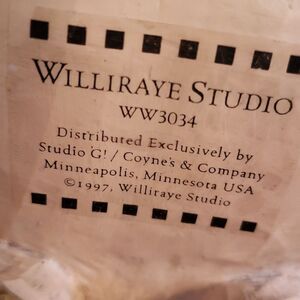 WILLIRAYE STUDIO
WW3034
Distributed Exclusively by
Studio G! / Coyne's & Company
Minneapolis, Minnesota USA
©1997, Williraye Studio